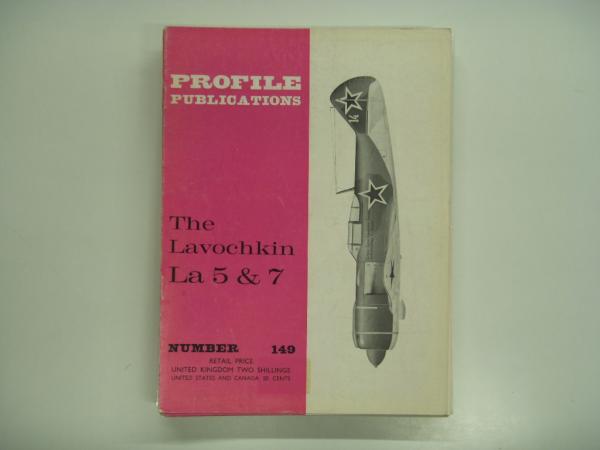 PROFILE
PUBLICATIONS
The
Lavochkin
La 5 & 7
NUMBER 149
RETAIL PRICE
UNITED KINGDOM TWO SHILLINGS
UNITED STATES AND CANADA 50 CENTS
14